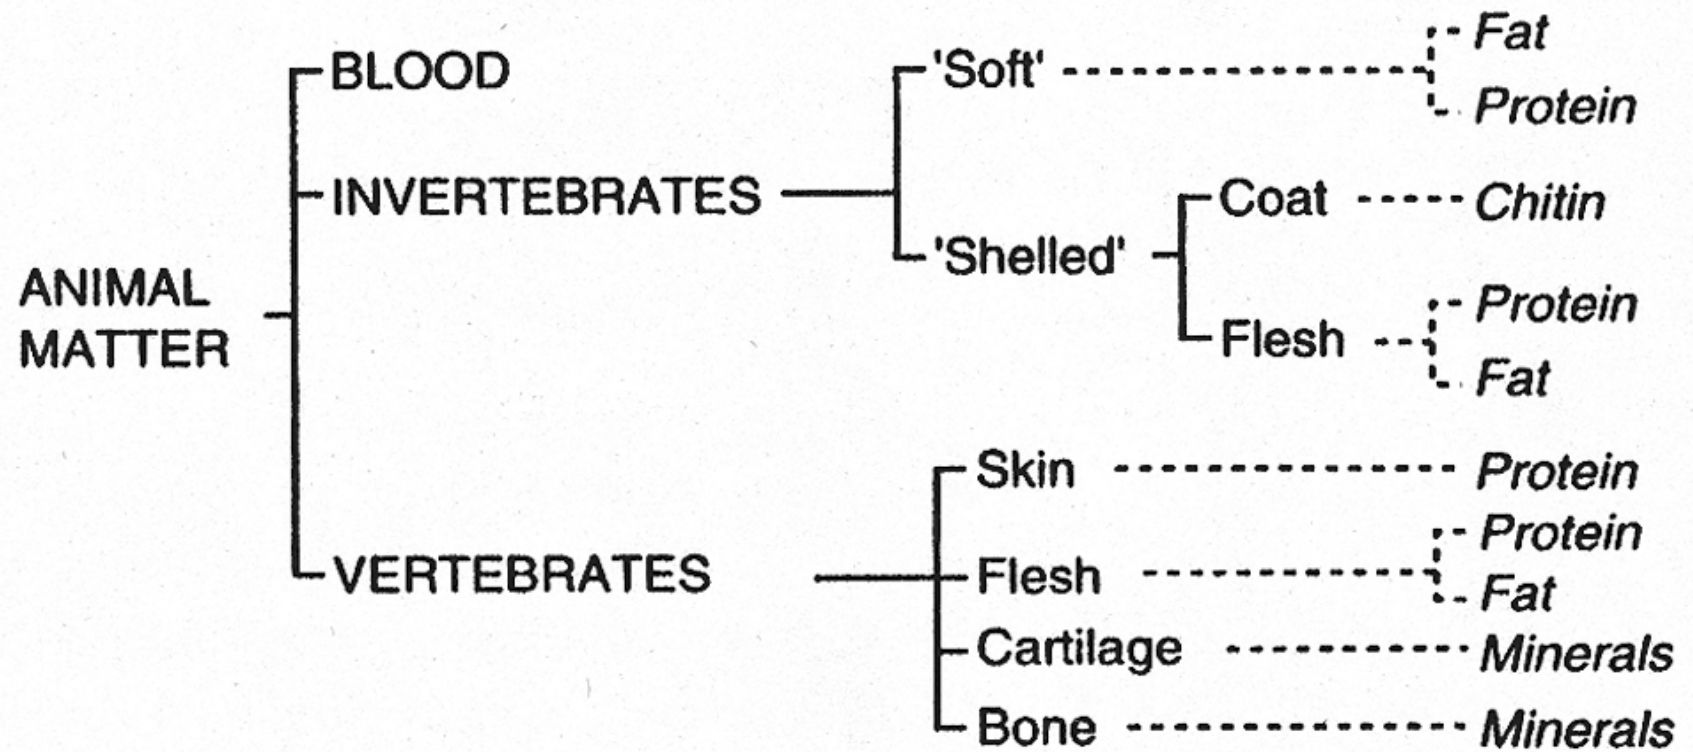 Fat
BLOOD
'Soft'
Protein
INVERTEBRATES
Coat
Chitin
'Shelled'
ANIMAL
MATTER
Protein
Flesh
Fat
Skin
Protein
Protein
VERTEBRATES
Flesh
Fat
Cartilage
Minerals
Bone
Minerals